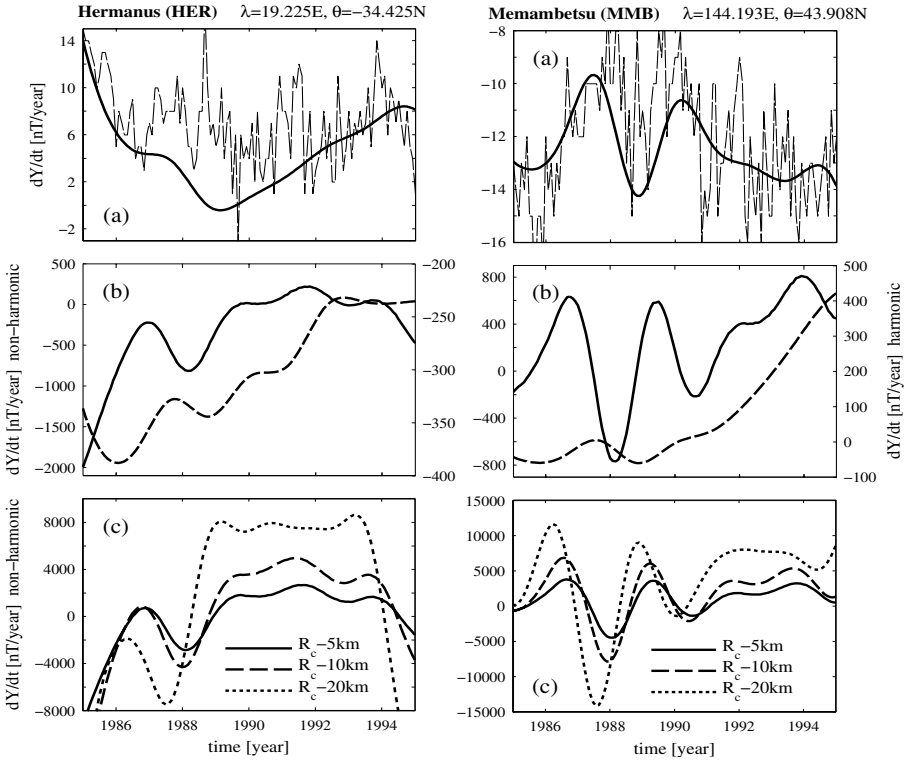 Hermanus (HER) λ=19.225E, θ=−34.425N
14
10
6
2
−2
dY/dt [nT/year]
(a)
500
0
−500
−1000
−1500
−2000
dY/dt [nT/year] non−harmonic
−200
−250
−300
−350
−400
(b)
8000
4000
0
−4000
−8000
dY/dt [nT/year] non−harmonic
(c)
R_c−5km
R_c−10km
R_c−20km
1986 1988 1990 1992 1994
time [year]
Memambetsu (MMB) λ=144.193E, θ=43.908N
−8
−10
−12
−14
−16
(a)
800
400
0
−400
−800
500
400
300
200
100
0
−100
dY/dt [nT/year] harmonic
(b)
15000
10000
5000
0
−5000
−10000
−15000
(c)
R_c−5km
R_c−10km
R_c−20km
1986 1988 1990 1992 1994
time [year]